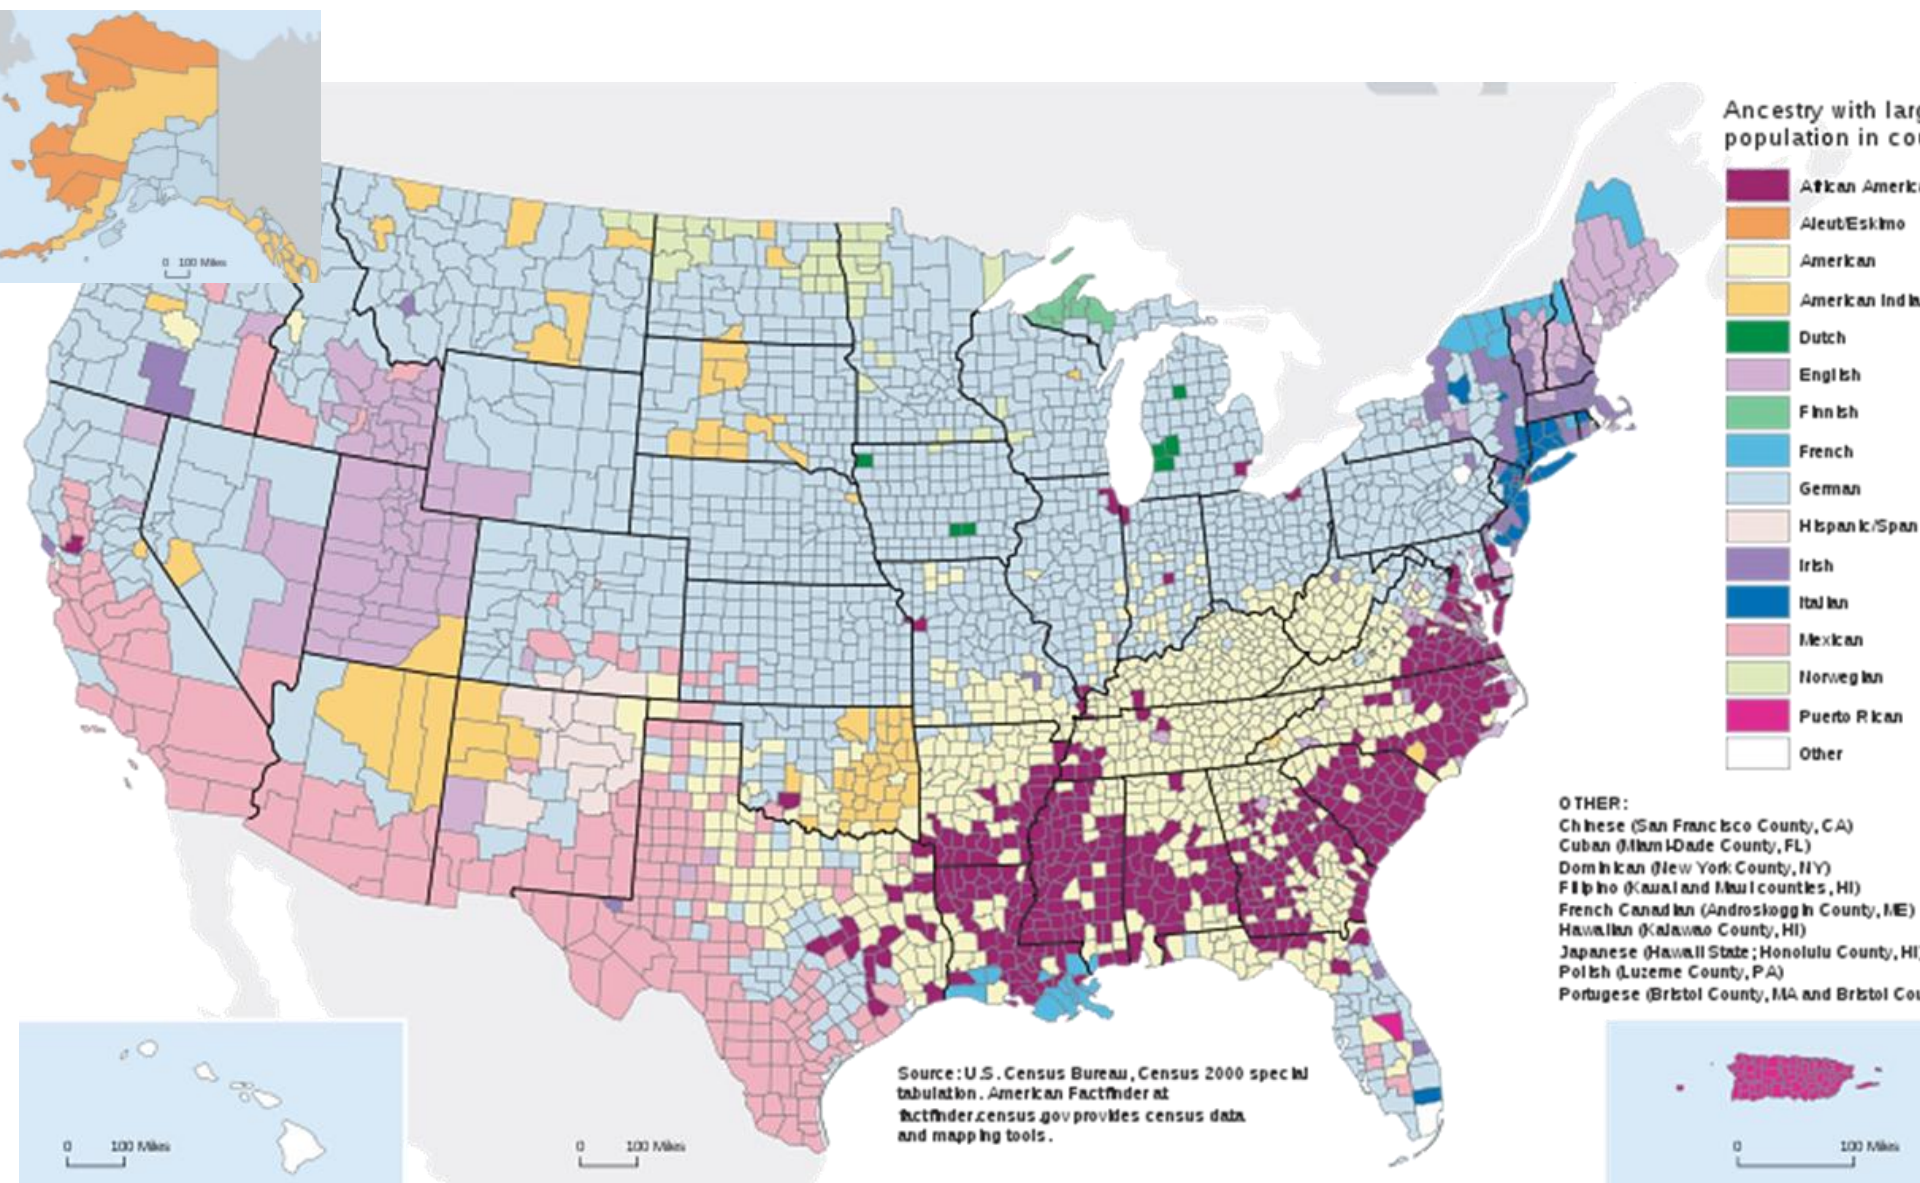 Ancestry with larg
population in cou
African America
Aleut/Eskimo
American
American India
Dutch
English
Finnish
French
German
Hispanic/Span
Irish
Italian
Mexican
Norwegian
Puerto Rican
Other
OTHER:
Chinese (San Francisco County, CA)
Cuban (Miami-Dade County, FL)
Dominican (New York County, NY)
Filipino (Kauai and Maui counties, HI)
French Canadian (Androskoggin County, ME)
Hawaiian (Kalawao County, HI)
Japanese (Hawaii State; Honolulu County, HI)
Polish (Luzerne County, PA)
Portugese (Bristol County, MA and Bristol Cou
Source: U.S. Census Bureau, Census 2000 special
tabulation. American Factfinder at
factfinder.census.gov provides census data
and mapping tools.
0 100 Miles
0 100 Miles
0 100 Miles
0 100 Miles